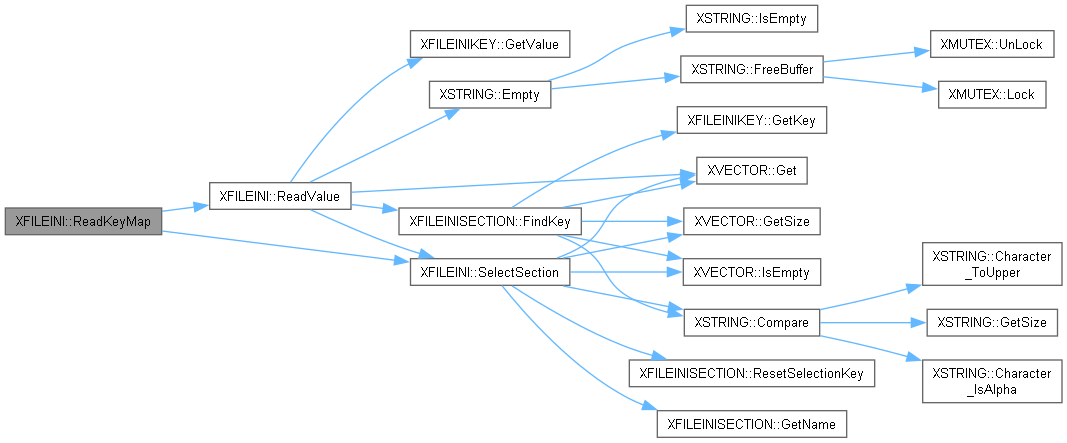 XFILEINI::ReadKeyMap
XFILEINI::ReadValue
XFILEINIKEY::GetValue
XSTRING::Empty
XFILEINISECTION::FindKey
XFILEINI::SelectSection
XSTRING::IsEmpty
XSTRING::FreeBuffer
XFILEINIKEY::GetKey
XVECTOR::Get
XVECTOR::GetSize
XVECTOR::IsEmpty
XSTRING::Compare
XFILEINISECTION::ResetSelectionKey
XFILEINISECTION::GetName
XMUTEX::UnLock
XMUTEX::Lock
XSTRING::Character
_ToUpper
XSTRING::GetSize
XSTRING::Character
_IsAlpha